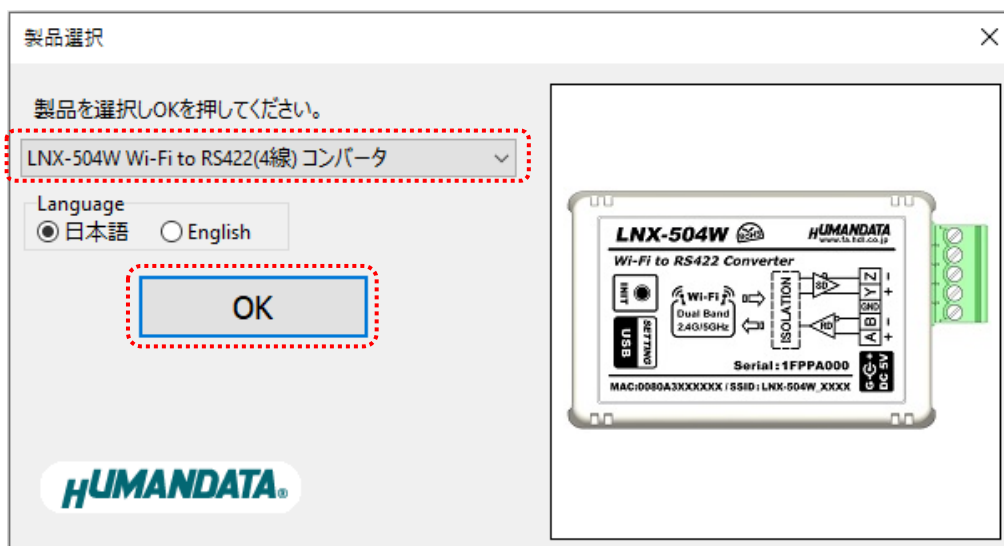 製品選択
製品を選択しOKを押してください。
LNX-504W Wi-Fi to RS422(4線) コンバータ
Language
日本語 English
OK
HUMANDATA®
LNX-504W RoHS HUMANDATA
www.fa.hdl.co.jp
Wi-Fi to RS422 Converter
INIT
SETTING
USB
Wi-Fi
Dual Band
2.4G/5GHz
ISOLATION
SD
RD
Z -
Y +
GND
B -
A +
Serial:1FPPA000
G +
DC 5V
MAC:0080A3XXXXXX / SSID: LNX-504W_XXXX